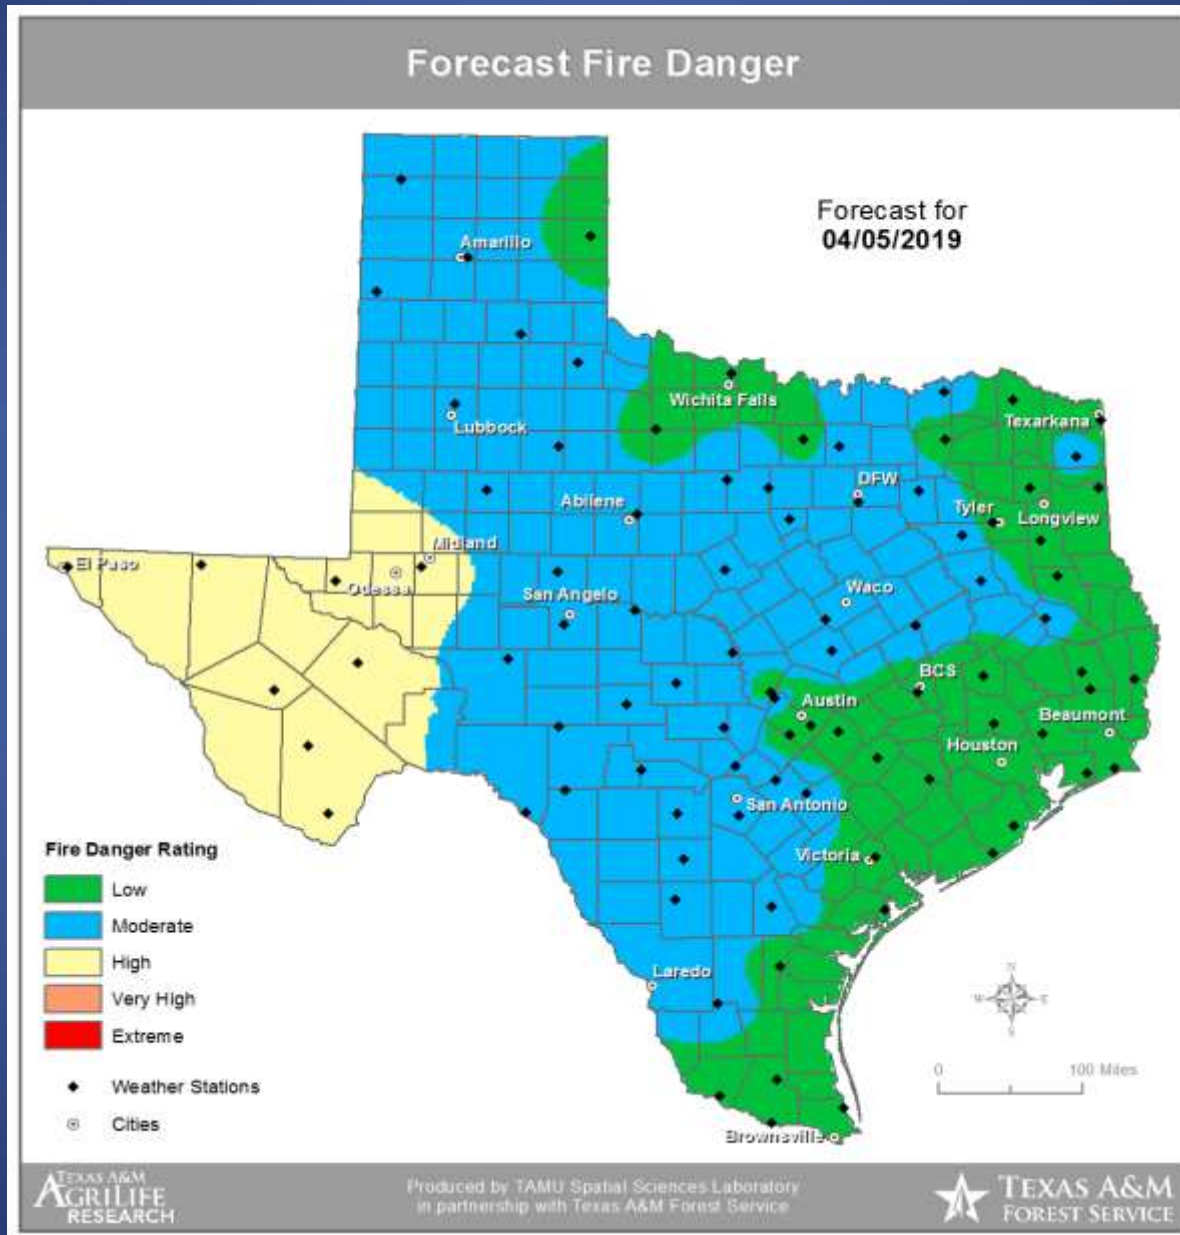 Forecast Fire Danger
Forecast for
04/05/2019
Amarillo
Wichita Falls
Texarkana
Lubbock
DFW
Abilene
Tyler
Longview
Midland
El Paso
Odessa
San Angelo
Waco
BCS
Austin
Beaumont
Houston
San Antonio
Victoria
Laredo
Brownsville
Fire Danger Rating
Low
Moderate
High
Very High
Extreme
Weather Stations
Cities
N
W E
S
0 100 Miles
TEXAS A&M
AGRILIFE
RESEARCH
Produced by TAMU Spatial Sciences Laboratory
in partnership with Texas A&M Forest Service
TEXAS A&M
FOREST SERVICE